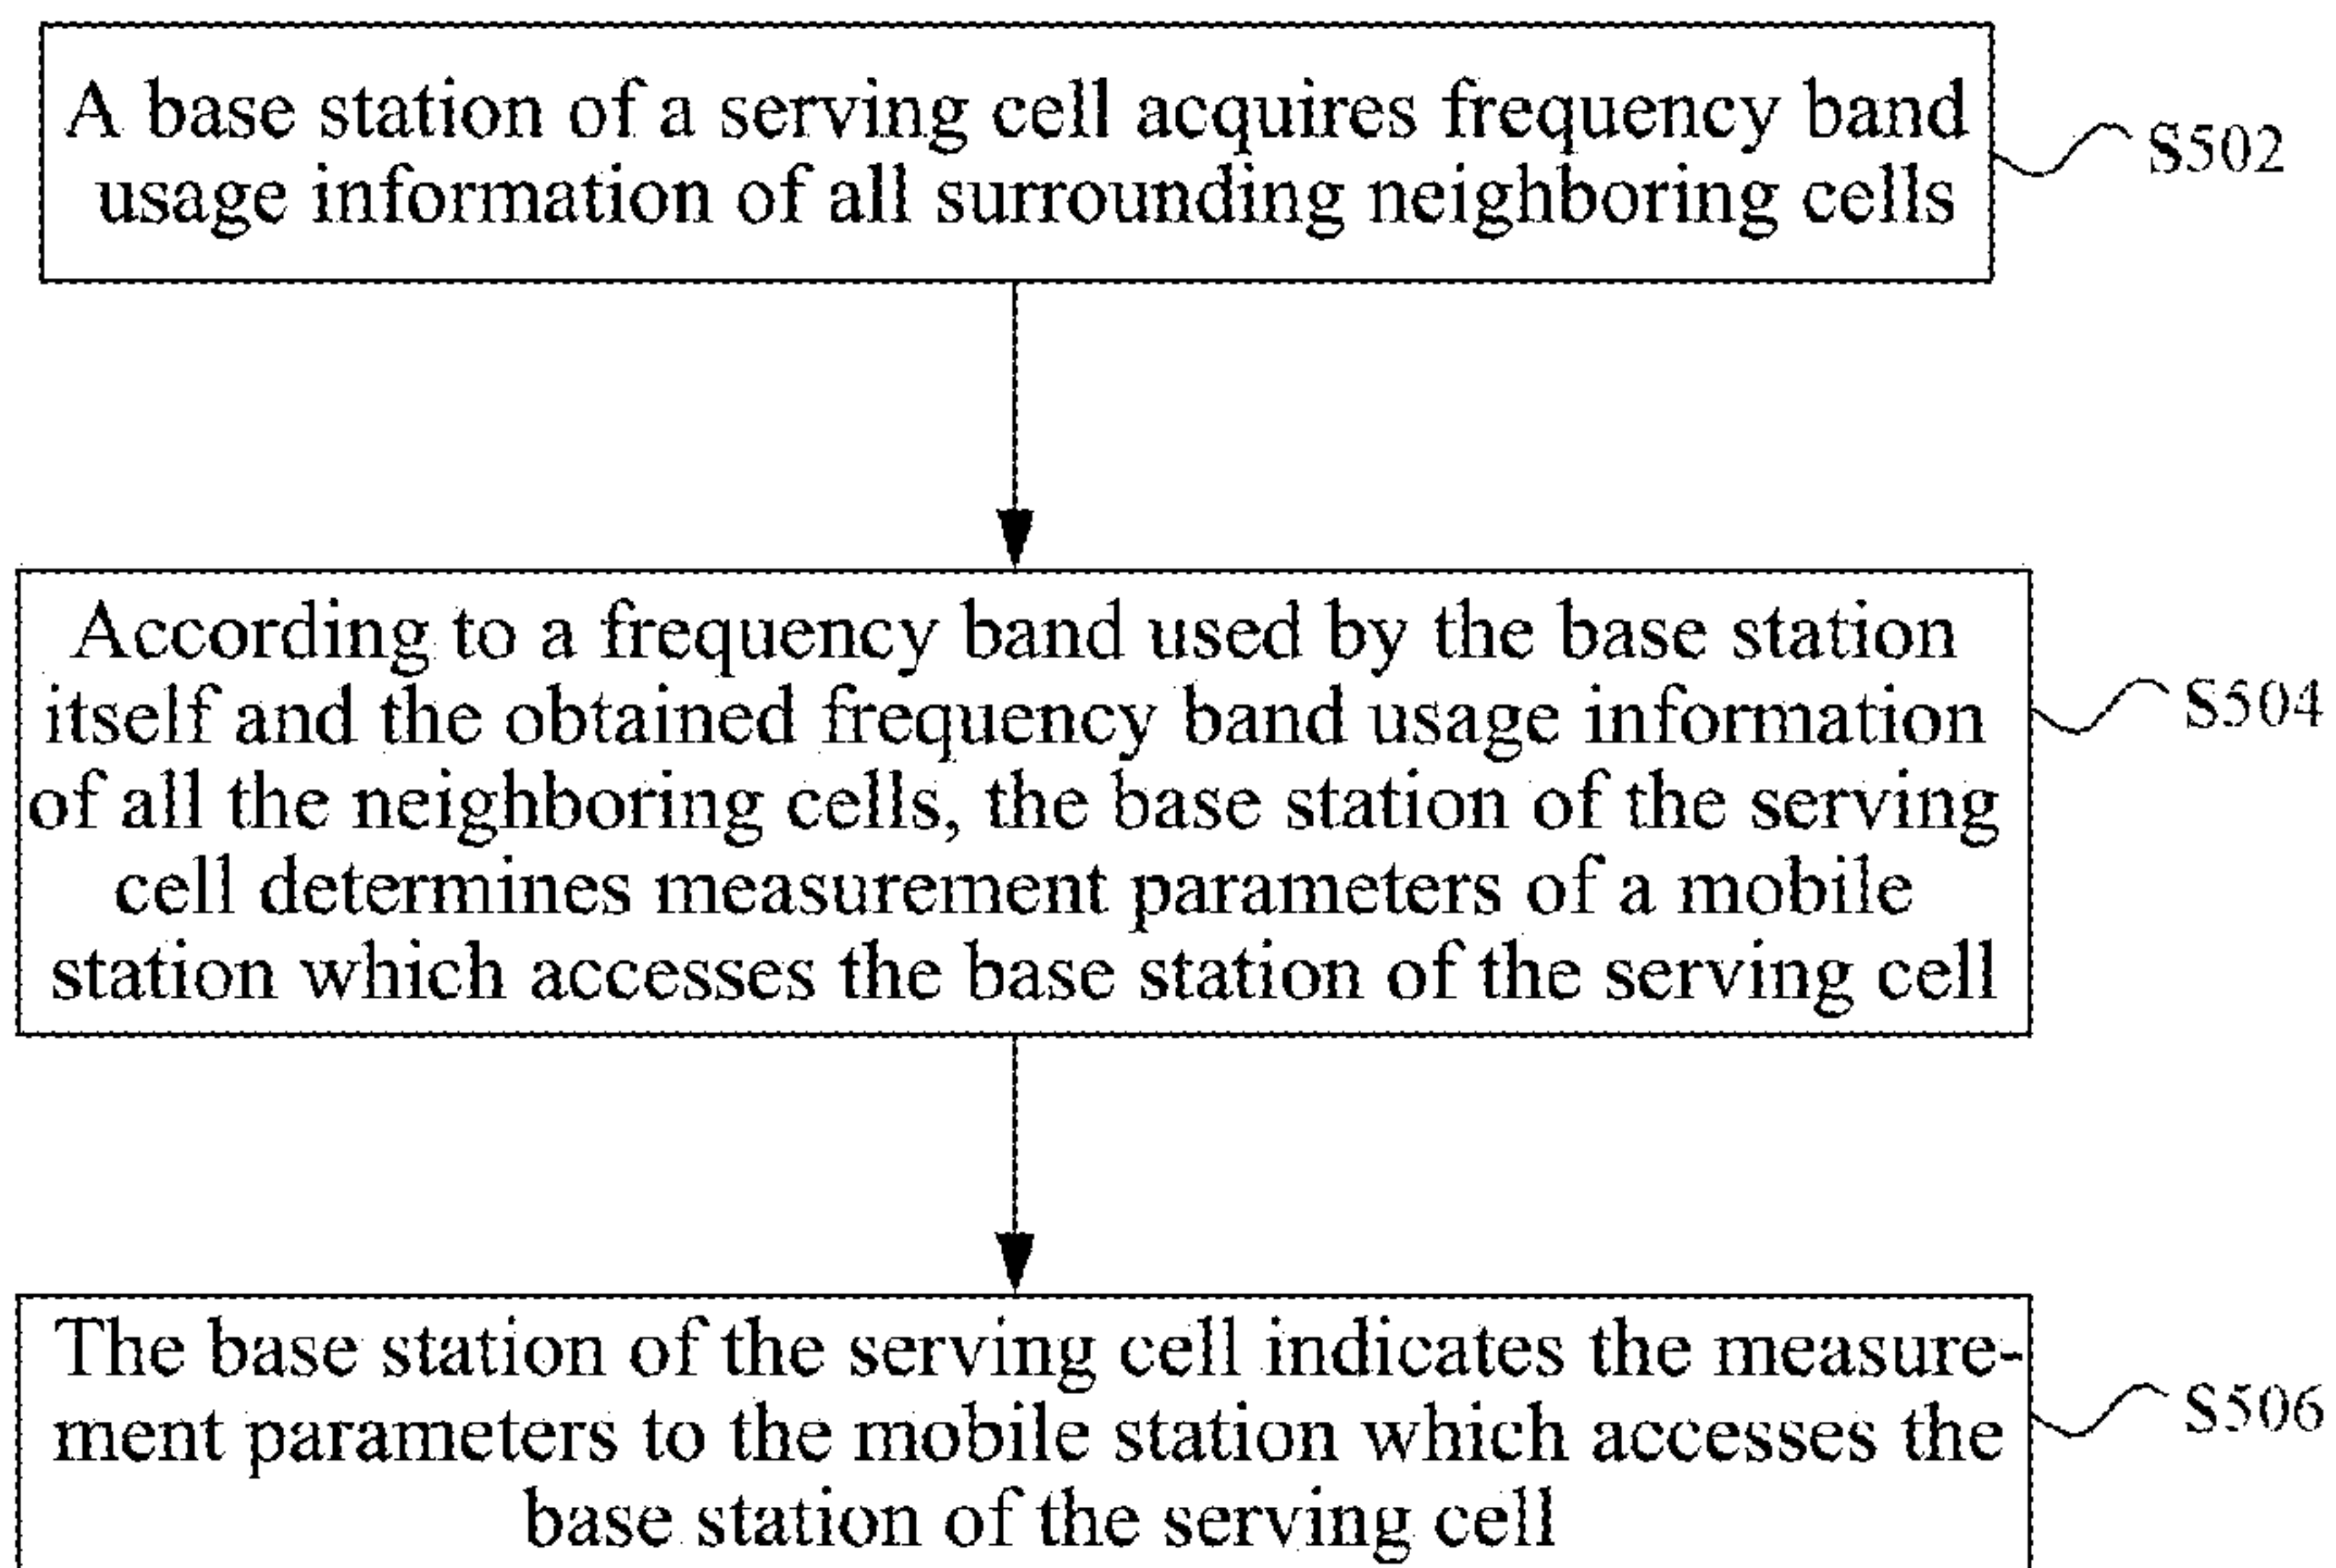 A base station of a serving cell acquires frequency band
usage information of all surrounding neighboring cells
S502
According to a frequency band used by the base station
itself and the obtained frequency band usage information
of all the neighboring cells, the base station of the serving
cell determines measurement parameters of a mobile
station which accesses the base station of the serving cell
S504
The base station of the serving cell indicates the measure-
ment parameters to the mobile station which accesses the
base station of the serving cell
S506